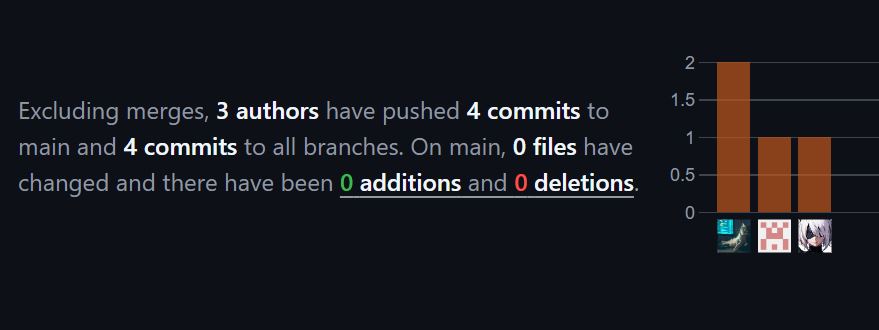 Excluding merges, 3 authors have pushed 4 commits to
main and 4 commits to all branches. On main, 0 files have
changed and there have been 0 additions and 0 deletions.
2
1.5
1
0.5
0